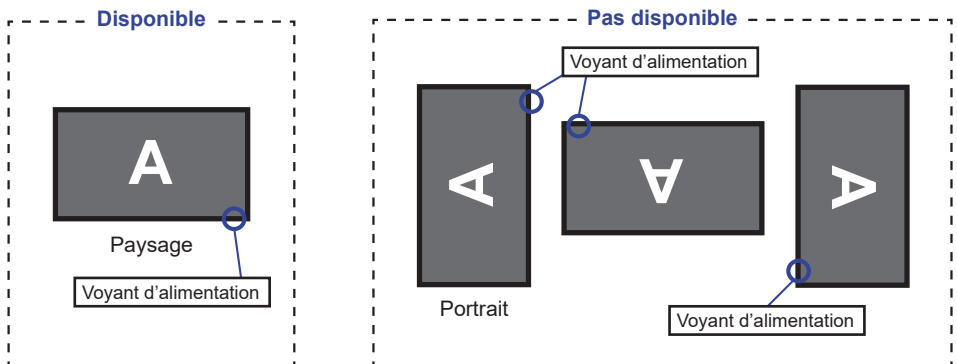 Disponible
A
Paysage
Voyant d’alimentation
Pas disponible
Voyant d’alimentation
A
A
A
Portrait
Voyant d’alimentation